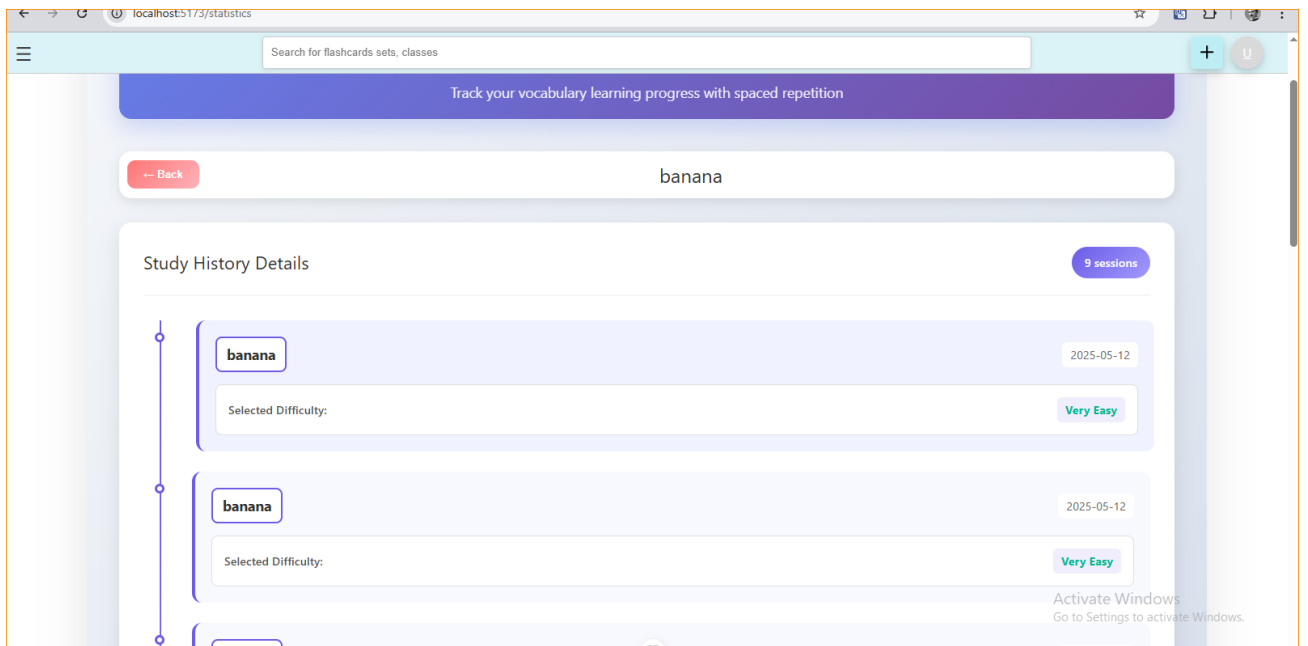 localhost:5173/statistics
Search for flashcards sets, classes
+
U
Track your vocabulary learning progress with spaced repetition
← Back
banana
Study History Details
9 sessions
banana
2025-05-12
Selected Difficulty:
Very Easy
banana
2025-05-12
Selected Difficulty:
Very Easy
Activate Windows
Go to Settings to activate Windows.